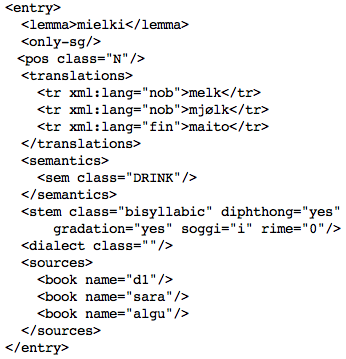 <entry>
  <lemma>mielki</lemma>
  <only-sg/>
  <pos class="N"/>
  <translations>
    <tr xml:lang="nob">melk</tr>
    <tr xml:lang="nob">mjølk</tr>
    <tr xml:lang="fin">maito</tr>
  </translations>
  <semantics>
    <sem class="DRINK"/>
  </semantics>
  <stem class="bisyllabic" diphthong="yes"
     gradation="yes" soggi="i" rime="0"/>
  <dialect class=""/>
  <sources>
    <book name="d1"/>
    <book name="sara"/>
    <book name="algu"/>
  </sources>
</entry>